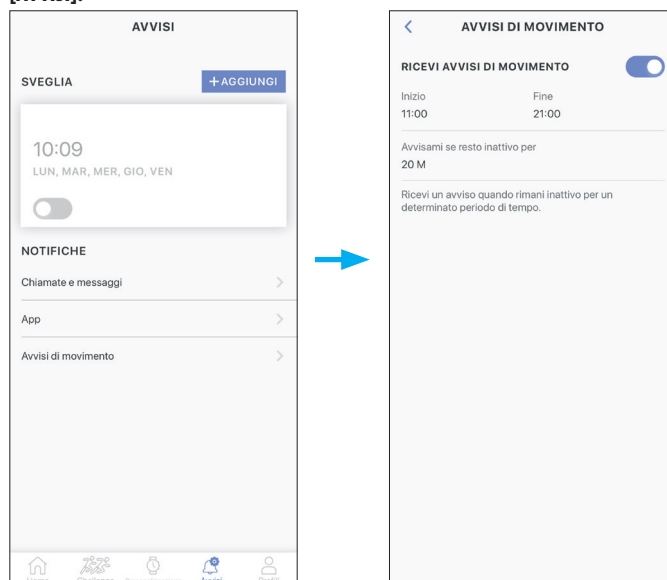 AVVISI
SVEGLIA
+AGGIUNGI
10:09
LUN, MAR, MER, GIO, VEN
NOTIFICHE
Chiamate e messaggi
App
Avvisi di movimento
AVVISI DI MOVIMENTO
RICEVI AVVISI DI MOVIMENTO
Inizio Fine
11:00 21:00
Avvisami se resto inattivo per
20 M
Ricevi un avviso quando rimani inattivo per un
determinato periodo di tempo.